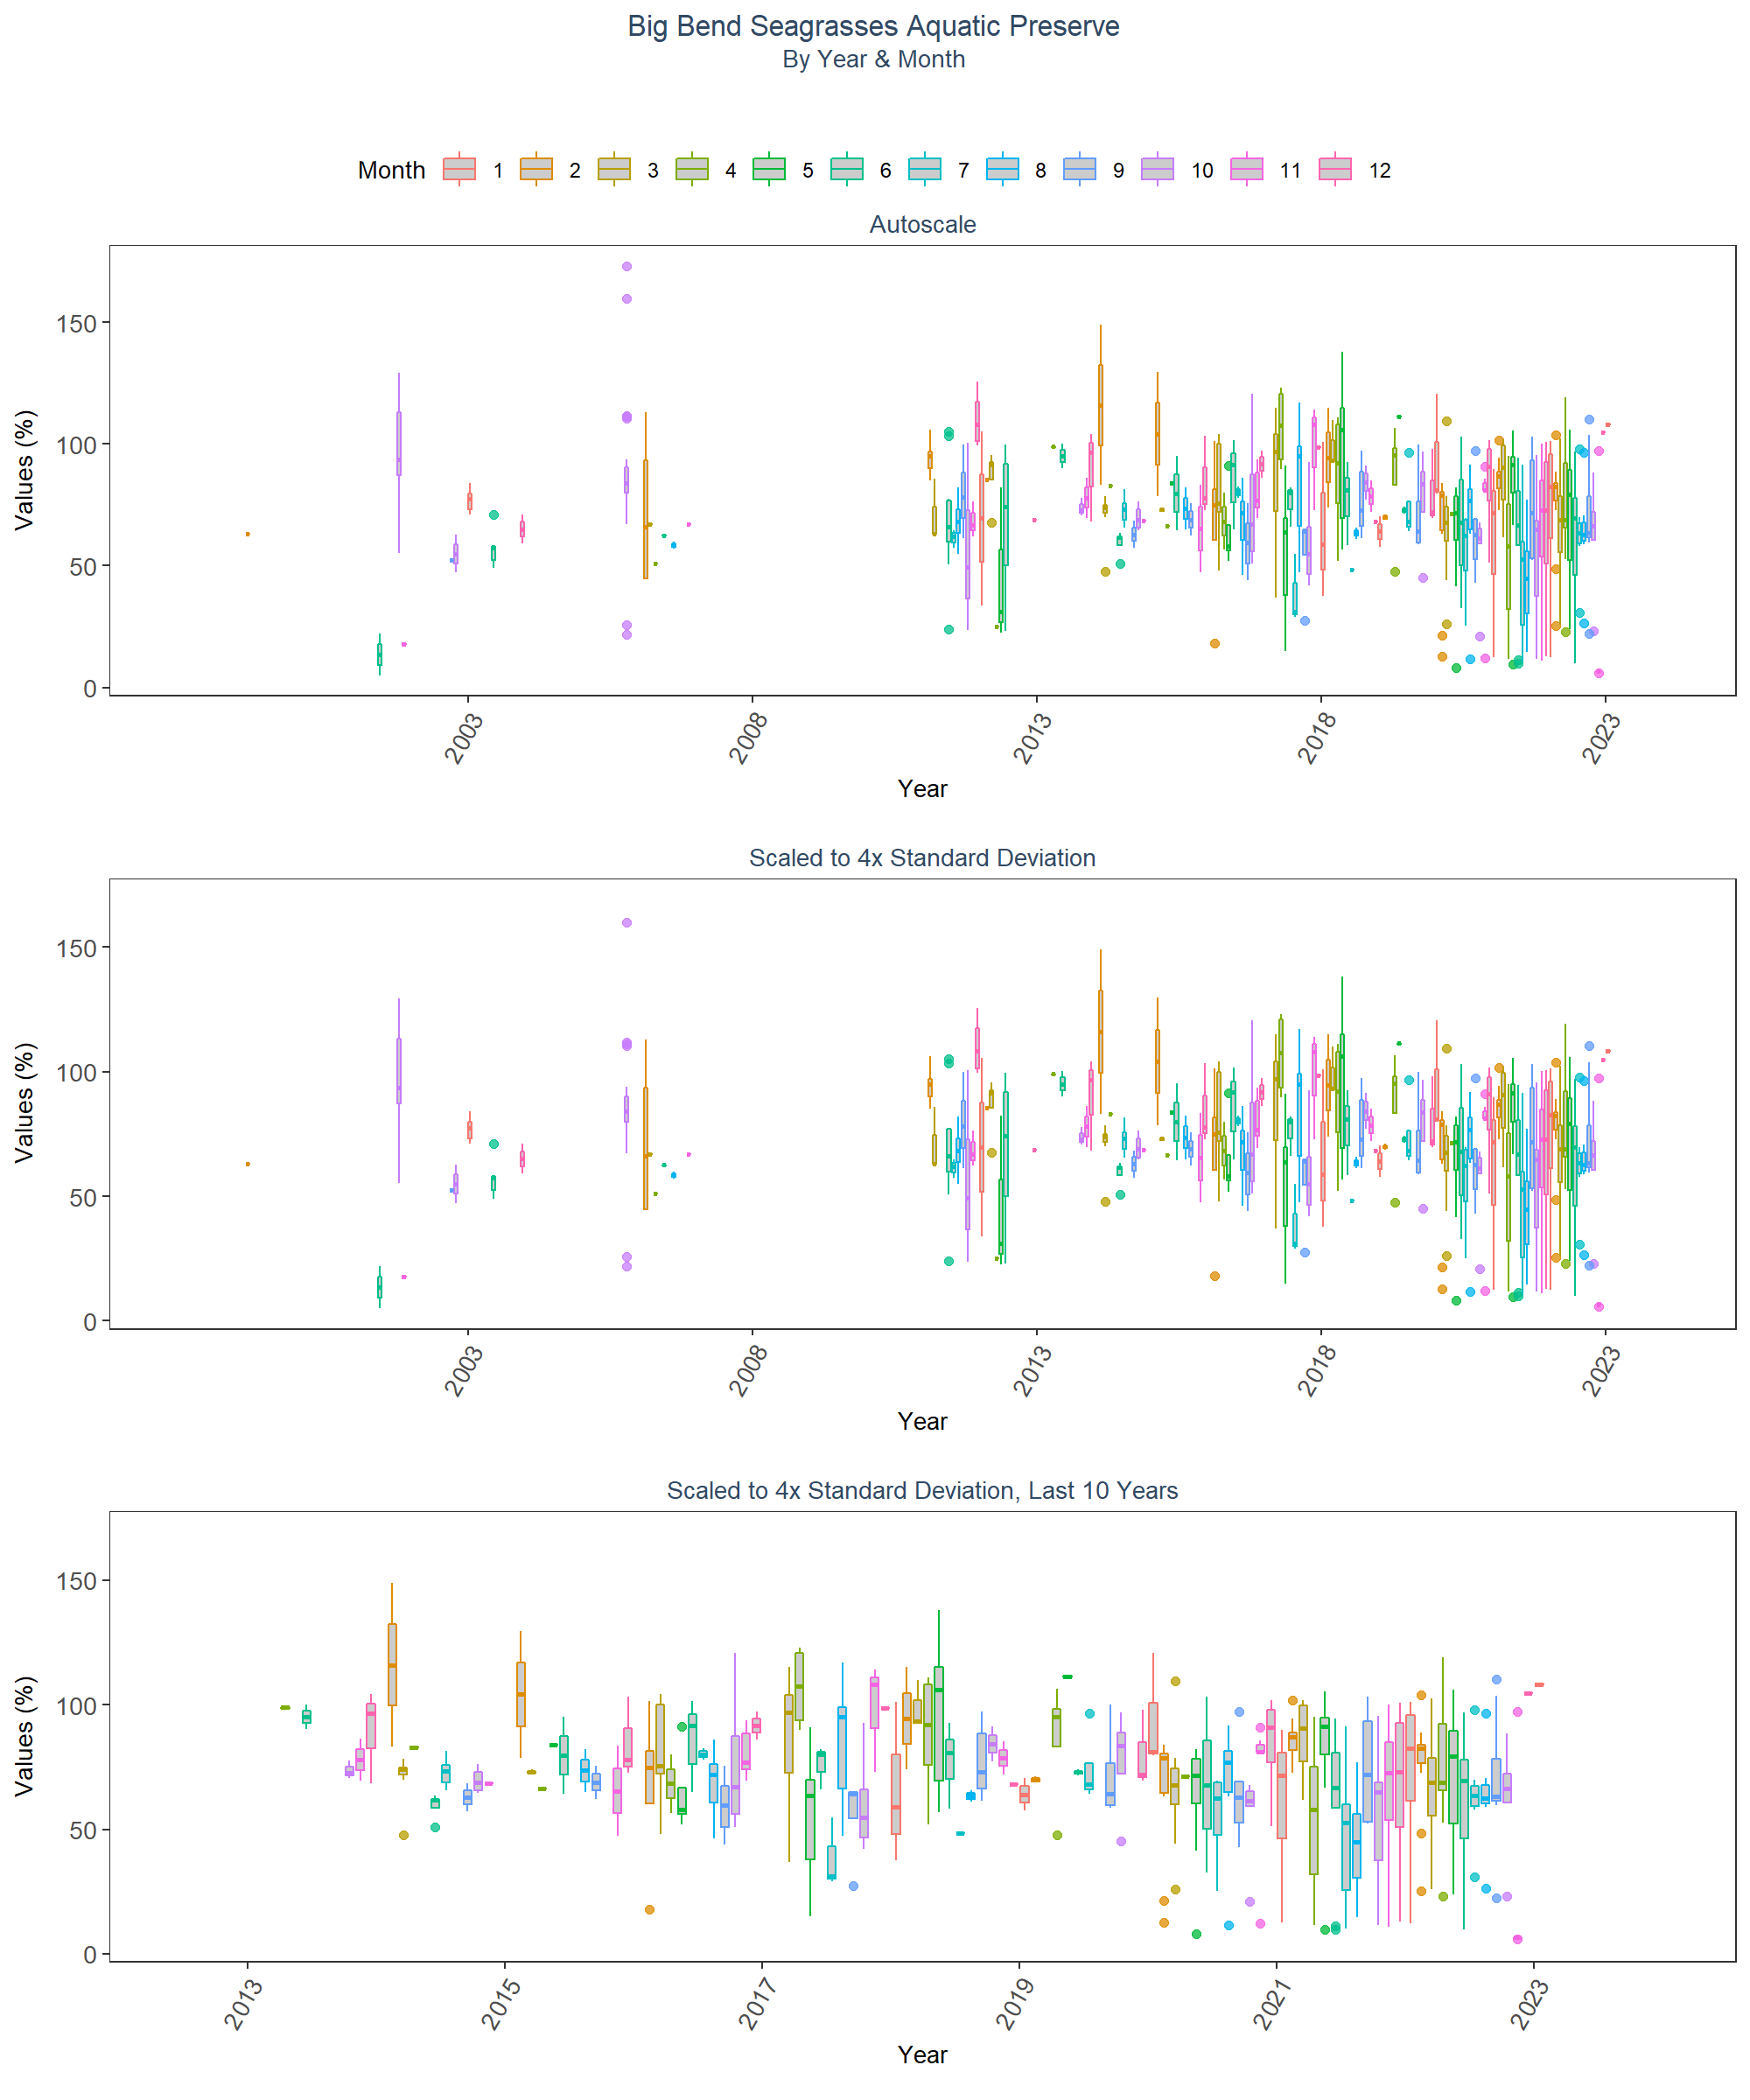 Big Bend Seagrasses Aquatic Preserve
By Year & Month
Month 1 2 3 4 5 6 7 8 9 10 11 12
Autoscale
Values (%)
150
100
50
0
2003 2008 2013 2018 2023
Year
Scaled to 4x Standard Deviation
Values (%)
150
100
50
0
2003 2008 2013 2018 2023
Year
Scaled to 4x Standard Deviation, Last 10 Years
Values (%)
150
100
50
0
2013 2015 2017 2019 2021 2023
Year